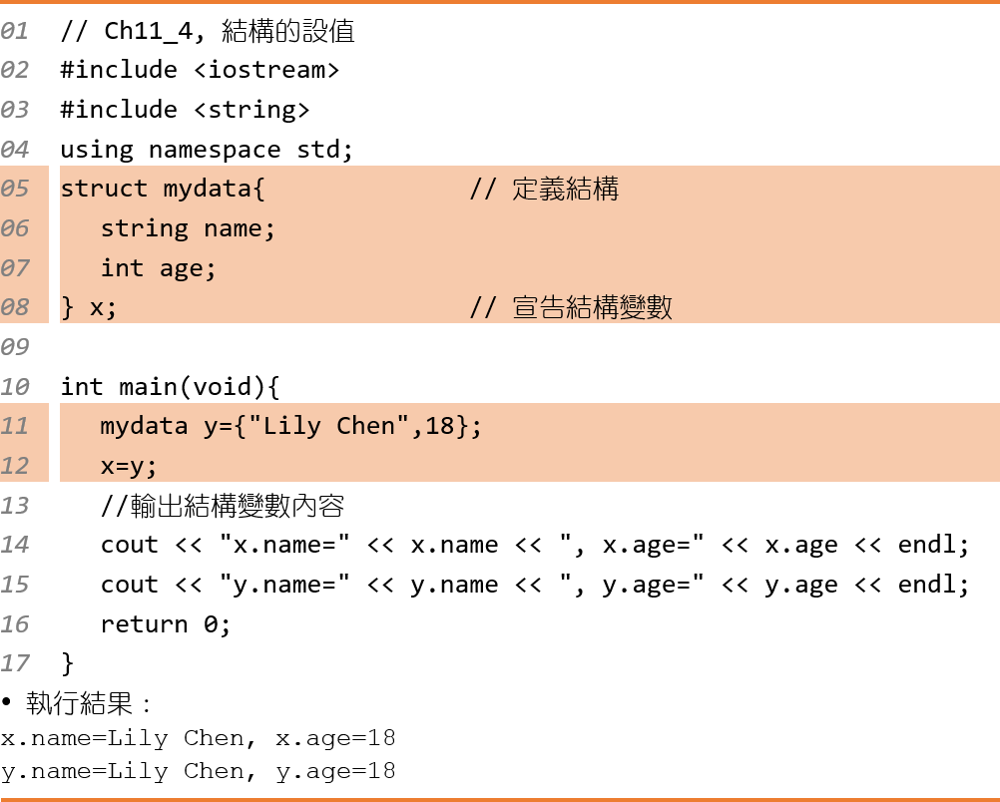 01 // Ch11_4, 結構的設值
02 #include <iostream>
03 #include <string>
04 using namespace std;
05 struct mydata{ // 定義結構
06 string name;
07 int age;
08 } x; // 宣告結構變數
09
10 int main(void){
11 mydata y={"Lily Chen",18};
12 x=y;
13 //輸出結構變數內容
14 cout << "x.name=" << x.name << ", x.age=" << x.age << endl;
15 cout << "y.name=" << y.name << ", y.age=" << y.age << endl;
16 return 0;
17 }
• 執行結果：
x.name=Lily Chen, x.age=18
y.name=Lily Chen, y.age=18